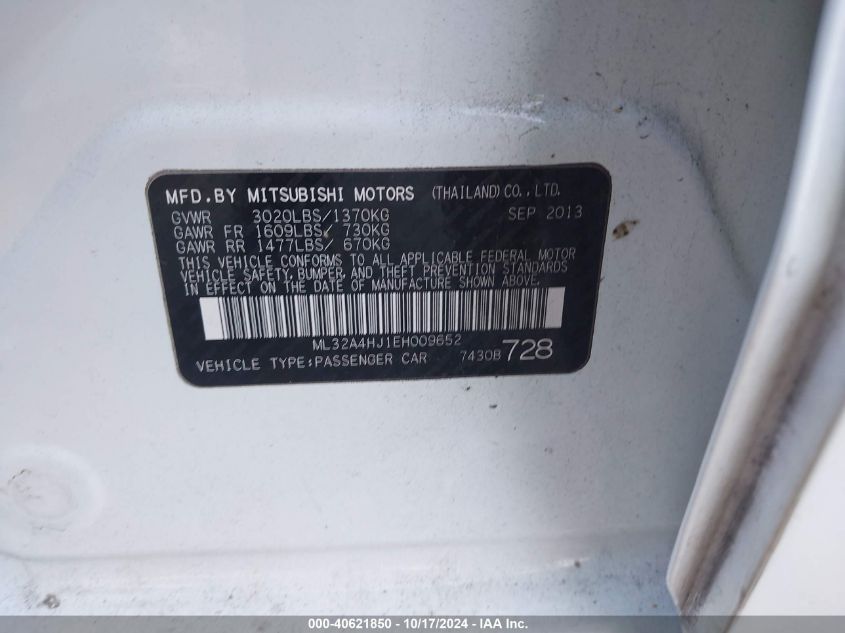 MFD.BY MITSUBISHI MOTORS (THAILAND) CO., LTD.
GVWR 3020LBS/1370KG SEP 2013
GAWR FR 1609LBS/ 730KG
GAWR RR 1477LBS/ 670KG
THIS VEHICLE CONFORMS TO ALL APPLICABLE FEDERAL MOTOR
VEHICLE SAFETY, BUMPER, AND THEFT PREVENTION STANDARDS
IN EFFECT ON THE DATE OF MANUFACTURE SHOWN ABOVE.
ML32A4HJ1EH009652
VEHICLE TYPE:PASSENGER CAR 7430B 728
000-40621850 - 10/17/2024 - IAA Inc.